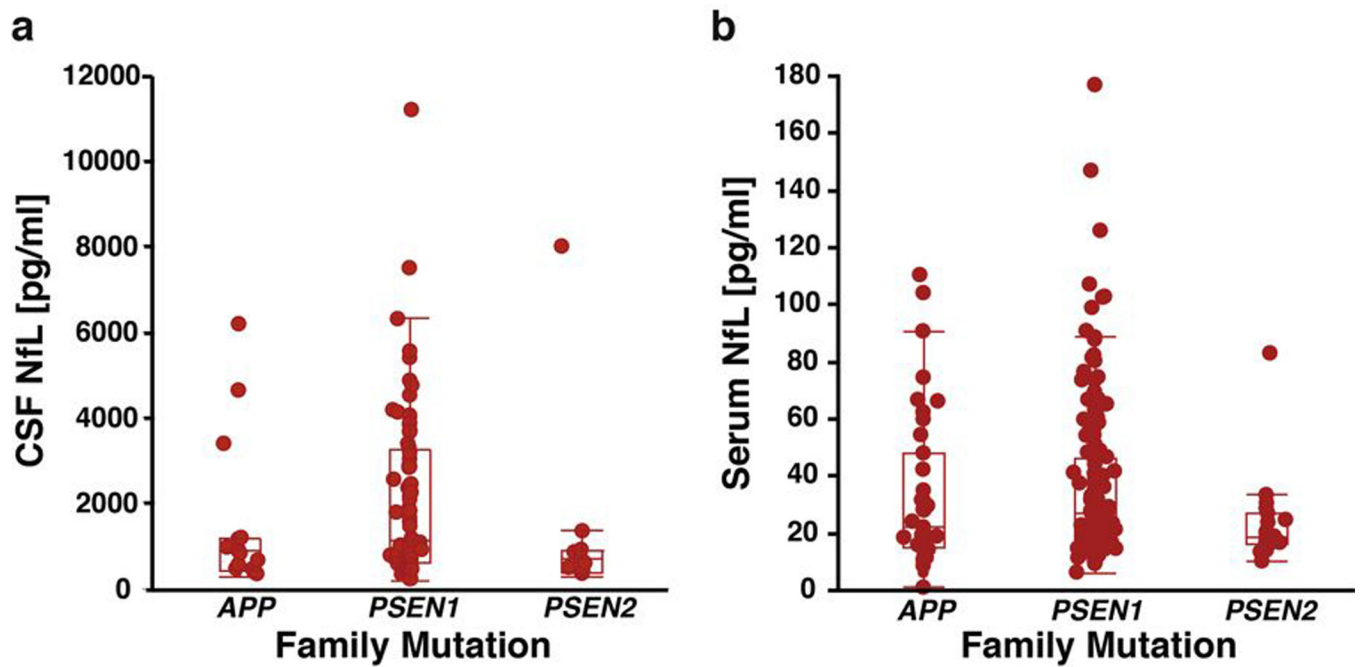 a
CSF NfL [pg/ml]
12000
10000
8000
6000
4000
2000
0
APP PSEN1 PSEN2
Family Mutation
b
Serum NfL [pg/ml]
180
160
140
120
100
80
60
40
20
0
APP PSEN1 PSEN2
Family Mutation